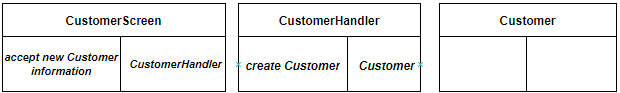 CustomerScreen
accept new Customer
information
CustomerHandler
CustomerHandler
create Customer
Customer
Customer